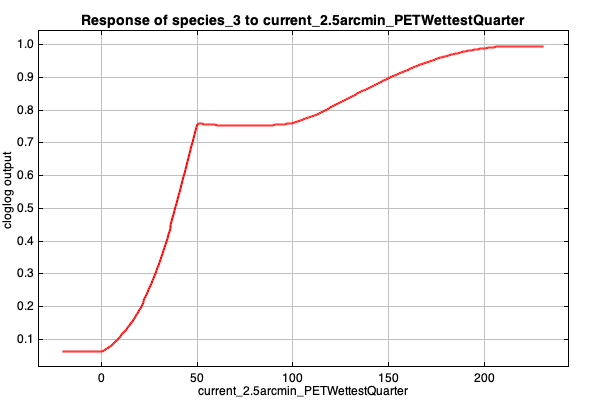 Response of species_3 to current_2.5arcmin_PETWettestQuarter
1.0
0.9
0.8
0.7
0.6
0.5
0.4
0.3
0.2
0.1
cloglog output
0 50 100 150 200
current_2.5arcmin_PETWettestQuarter